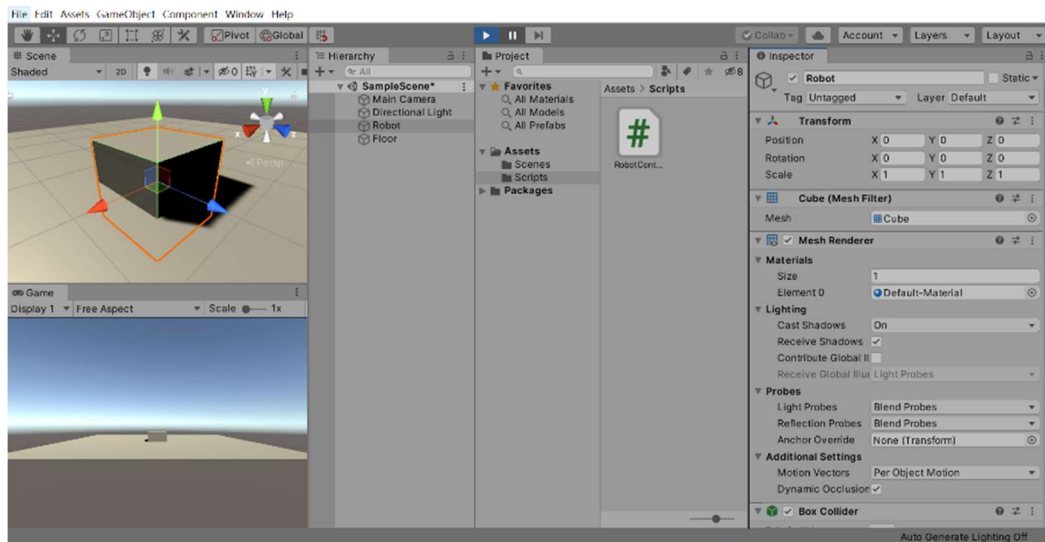 File Edit Assets GameObject Component Window Help
Pivot Global
Collab Account Layers Layout
Scene
Shaded 2D 0
x z
Persp
Game
Display 1 Free Aspect Scale 1x
Hierarchy
All
SampleScene*
Main Camera
Directional Light
Robot
Floor
Project
8
Favorites
All Materials
All Models
All Prefabs
Assets
Scenes
Scripts
Packages
Assets > Scripts
#
RobotCont...
Inspector
Robot Static
Tag Untagged Layer Default
Transform
Position X 0 Y 0 Z 0
Rotation X 0 Y 0 Z 0
Scale X 1 Y 1 Z 1
Cube (Mesh Filter)
Mesh Cube
Mesh Renderer
Materials
Size 1
Element 0 Default-Material
Lighting
Cast Shadows On
Receive Shadows
Contribute Global Il
Receive Global Illu Light Probes
Probes
Light Probes Blend Probes
Reflection Probes Blend Probes
Anchor Override None (Transform)
Additional Settings
Motion Vectors Per Object Motion
Dynamic Occlusion
Box Collider
Auto Generate Lighting Off